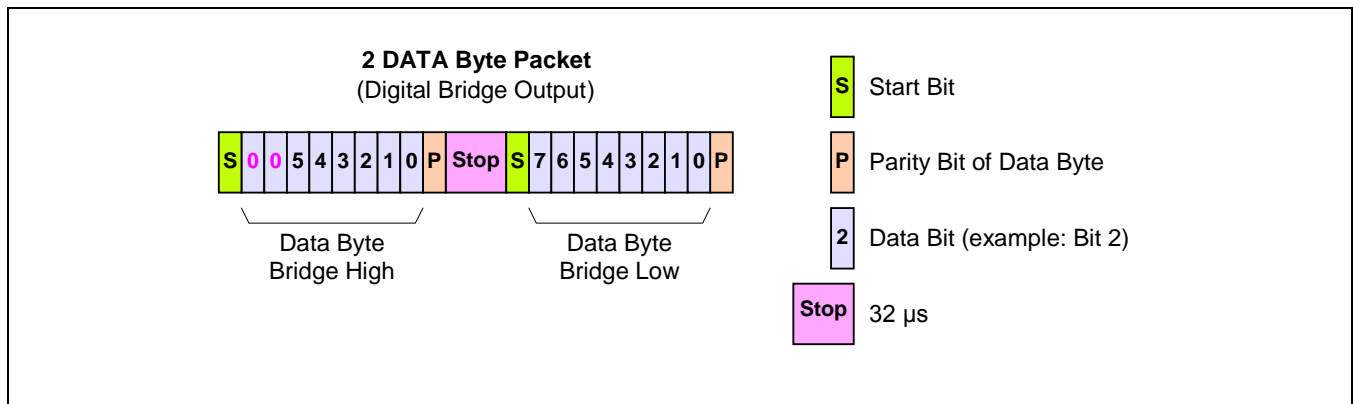 2 DATA Byte Packet
(Digital Bridge Output)
S 0 0 5 4 3 2 1 0 P Stop S 7 6 5 4 3 2 1 0 P
Data Byte
Bridge High
Data Byte
Bridge Low
S Start Bit
P Parity Bit of Data Byte
2 Data Bit (example: Bit 2)
Stop 32 µs